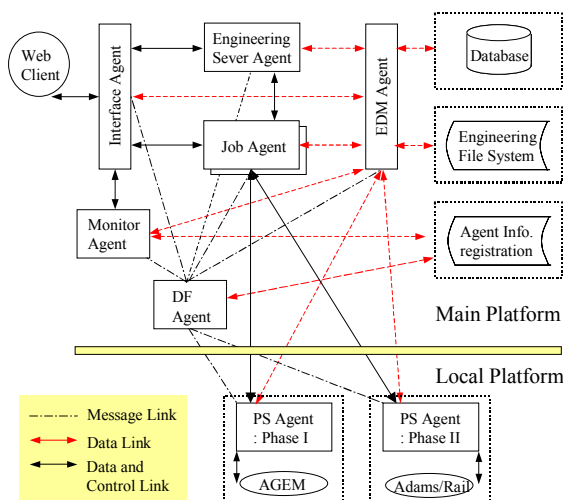 Web
Client
Interface Agent
Engineering
Sever Agent
EDM Agent
Database
Job Agent
Engineering
File System
Monitor
Agent
Agent Info.
registration
DF
Agent
Main Platform
Local Platform
Message Link
Data Link
Data and
Control Link
PS Agent
: Phase I
PS Agent
: Phase II
AGEM
Adams/Rail